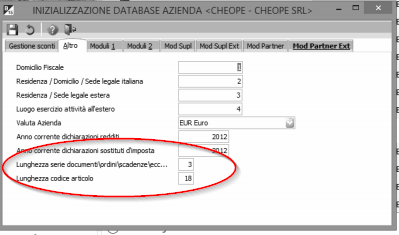 INIZIALIZZAZIONE DATABASE AZIENDA <CHEOPE - CHEOPE SRL>
Gestione sconti Altro Moduli 1 Moduli 2 Mod Supl Mod Supl Ext Mod Partner Mod Partner Ext
Domicilio Fiscale
Residenza / Domicilio / Sede legale italiana 2
Residenza / Sede legale estera 3
Luogo esercizio attività all'estero 4
Valuta Azienda EUR Euro
Anno corrente dichiarazioni redditi 2012
Anno corrente dichiarazioni sostituti d'imposta 2012
Lunghezza serie documenti\ordini\scadenze\ecc... 3
Lunghezza codice articolo 18